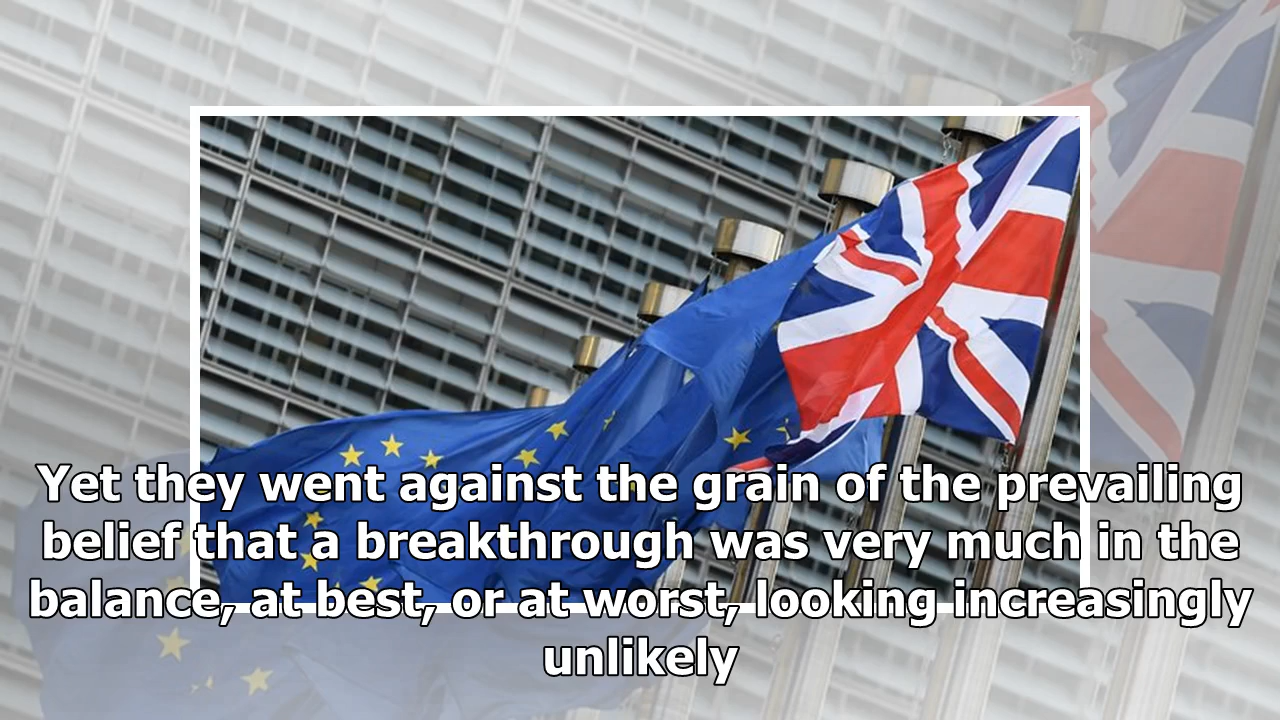 Yet they went against the grain of the prevailing
belief that a breakthrough was very much in the
balance, at best, or at worst, looking increasingly
unlikely